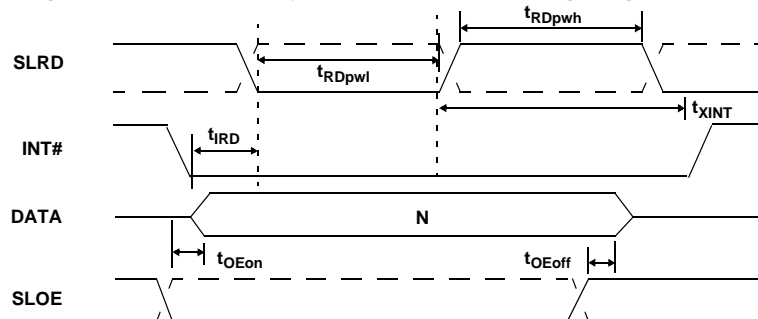 tRDpwh
SLRD
tRDpwl
tXINT
tIRD
INT#
DATA
N
tOEon
tOEoff
SLOE